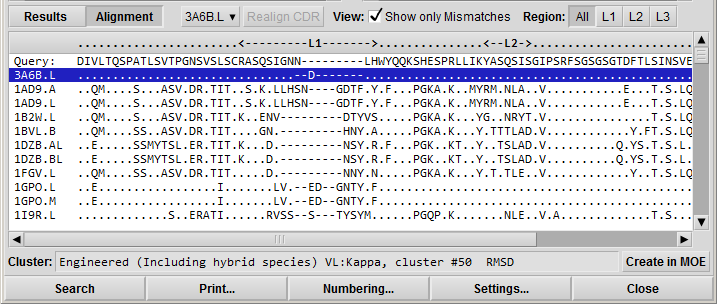 Results Alignment 3A6B.L Realign CDR View: Show only Mismatches Region: All L1 L2 L3
........................<---------L1------->...............<--L2->.............................
Query: DIVLTQSPATLSVTPGNSVSLSCRASQSIGNN--------LHWYQQKSHESPRLLIKYASQSISGIPSRFSGSGSGTDFTLSINSVE
3A6B.L ................................--D-----
1AD9.A ..QM....S...ASV.DR.TIT..S.K.LLHSN----GDTF.Y.F...PGKA.K...MYRM.NLA..V............E...T.S.LQ
1AD9.L ..QM....S...ASV.DR.TIT..S.K.LLHSN----GDTF.Y.F...PGKA.K...MYRM.NLA..V............E...T.S.LQ
1B2W.L ..QM....S...ASV.DR.TIT..K...ENV------DTYVS.....PGKA.K....YG..NRYT..V................T.S.LQ
1BVL.B ..QM....SS..ASV.DR.TIT......GN.------HNY.A.....PGKA.K...Y.TTTLAD..V.............Y.FT.S.LQ
1DZB.AL ...E...SSMYTSL.ER.TIT..K...D.------NSY.R.F...PGK..K...Y..TSLAD..V...........Q.YS.T.S.L.
1DZB.BL ...E...SSMYTSL.ER.TIT..K...D.------NSY.R.F...PGK..K...Y..TSLAD..V...........Q.YS.T.S.L.
1FGV.L ..QM....SS..ASV.DR.TIT..K...D.------NNY.N.....PGKA.K...Y.T.TLE..V..............Y..T.S.LQ
1GPO.L ...E.............I....LV..ED--GNTY.F
1GPO.M ...E.............I....LV..ED--GNTY.F
1I9R.L ...........S..ERATI.....RVSS--S----TYSYM......PGQP.K......NLE..V.A.............T.S..Q
Cluster: Engineered (Including hybrid species) VL:Kappa, cluster #50 RMSD Create in MOE
Search Print... Numbering... Settings... Close